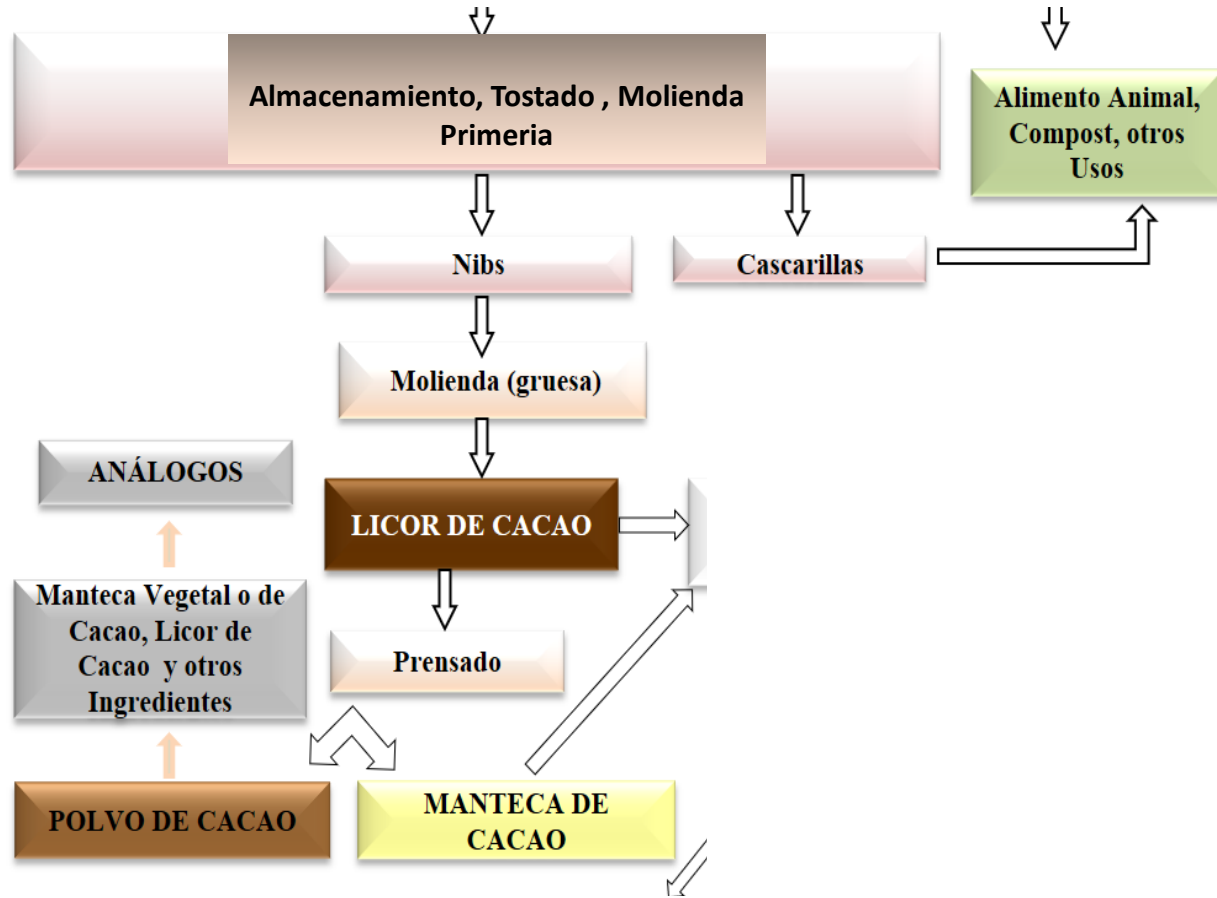 Almacenamiento, Tostado , Molienda
Primeria
Alimento Animal,
Compost, otros
Usos
Nibs
Cascarillas
Molienda (gruesa)
ANÁLOGOS
LICOR DE CACAO
Manteca Vegetal o de
Cacao, Licor de
Cacao y otros
Ingredientes
Prensado
POLVO DE CACAO
MANTECA DE
CACAO